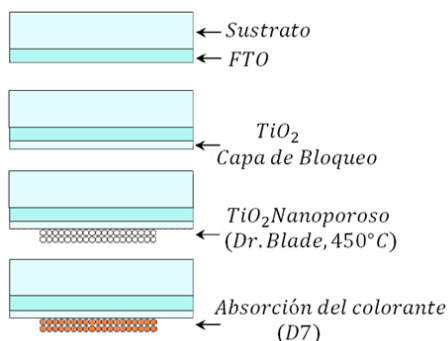 Sustrato
FTO
TiO₂
Capa de Bloqueo
TiO₂Nanoporoso
(Dr.Blade, 450°C)
Absorción del colorante
(D7)